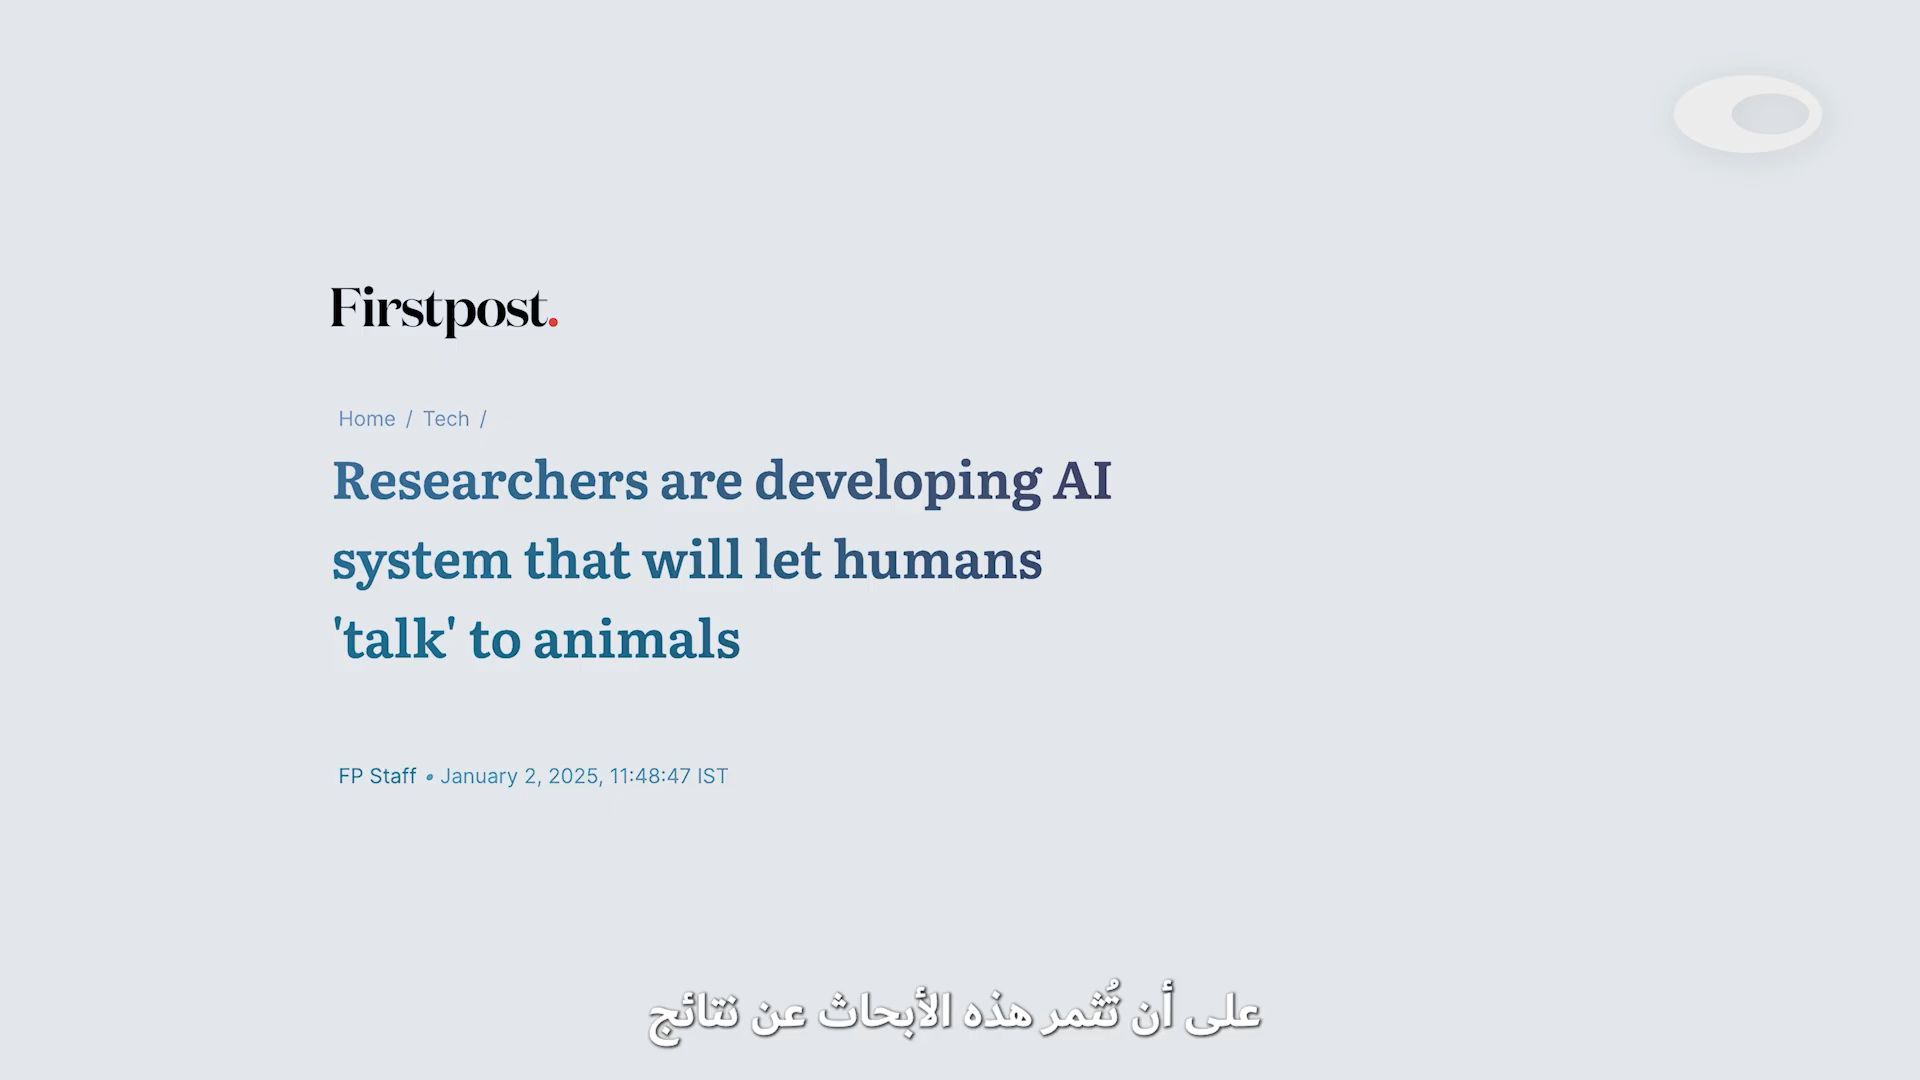 Firstpost.
Home / Tech /
Researchers are developing AI
system that will let humans
'talk' to animals
FP Staff • January 2, 2025, 11:48:47 IST
على أن تُثمر هذه الأبحاث عن نتائج